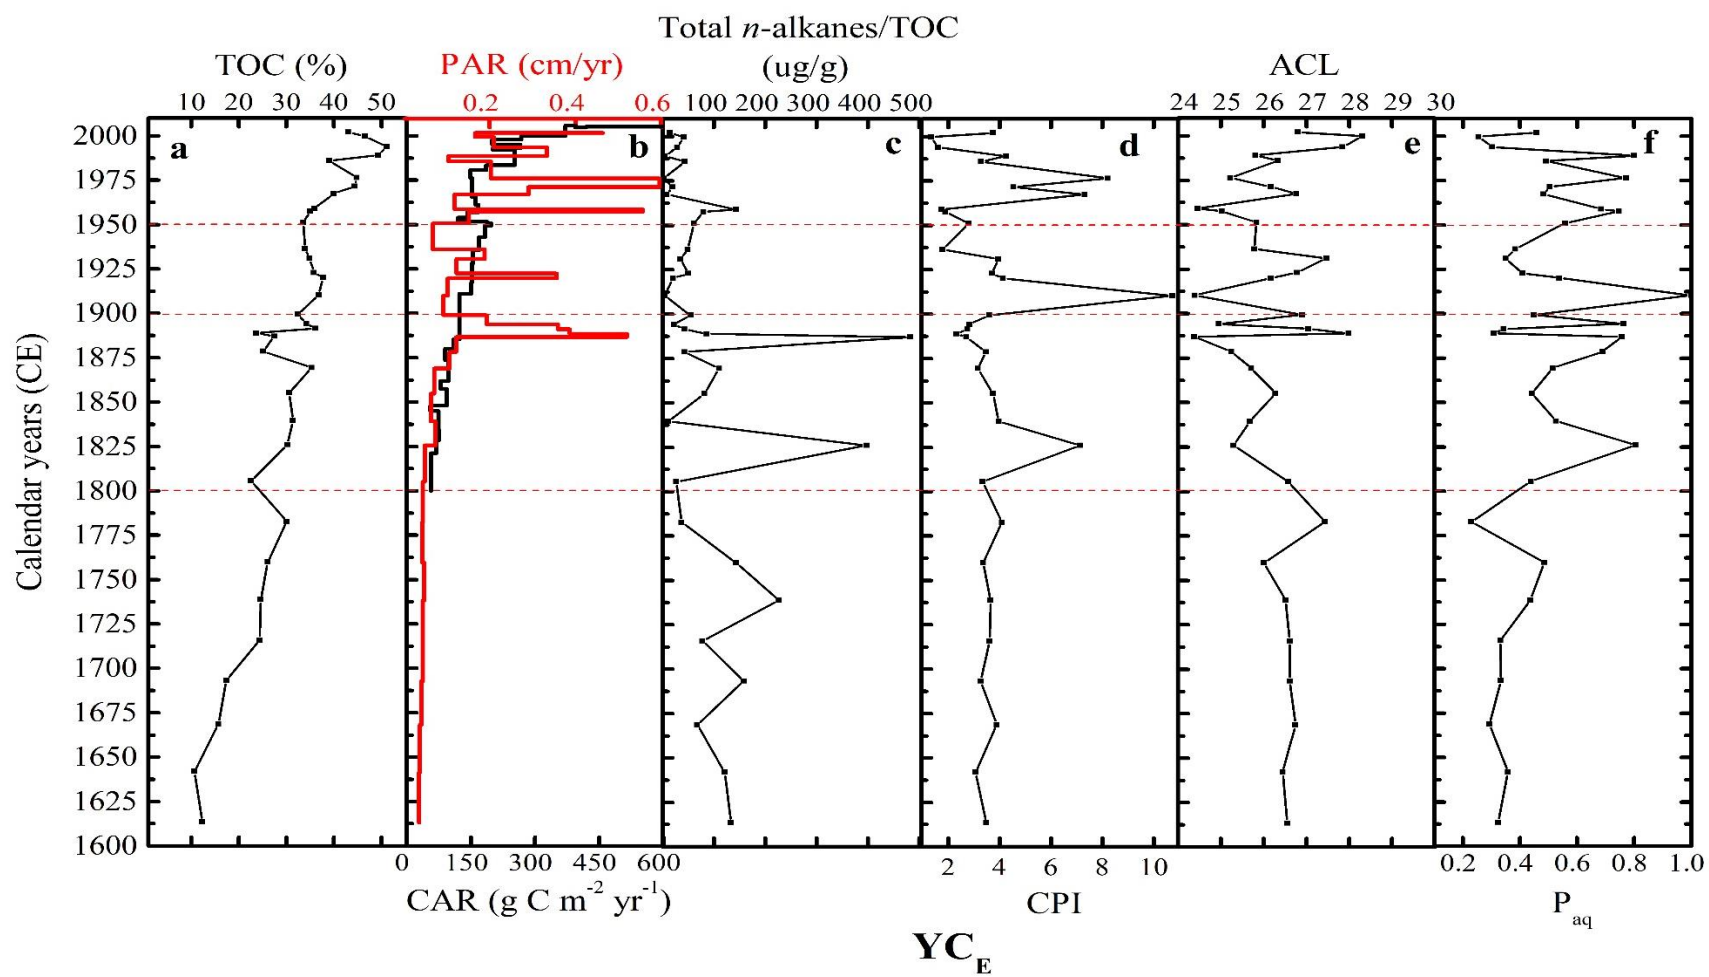 Total n-alkanes/TOC
TOC (%) PAR (cm/yr) (ug/g) ACL
10 20 30 40 50 0.2 0.4 0.6 100 200 300 400 500 24 25 26 27 28 29 30
a b c d e f
2000
1975
1950
1925
1900
1875
1850
1825
1800
1775
1750
1725
1700
1675
1650
1625
1600
Calendar years (CE)
0 150 300 450 600 2 4 6 8 10 0.2 0.4 0.6 0.8 1.0
CAR (g C m⁻² yr⁻¹) CPI Paq
YCE